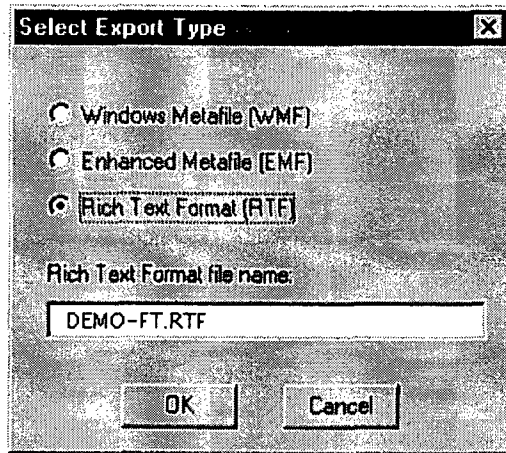 Select Export Type
Windows Metafile (WMF)
Enhanced Metafile (EMF)
Rich Text Format (RTF)
Rich Text Format file name:
DEMO-FT.RTF
OK Cancel